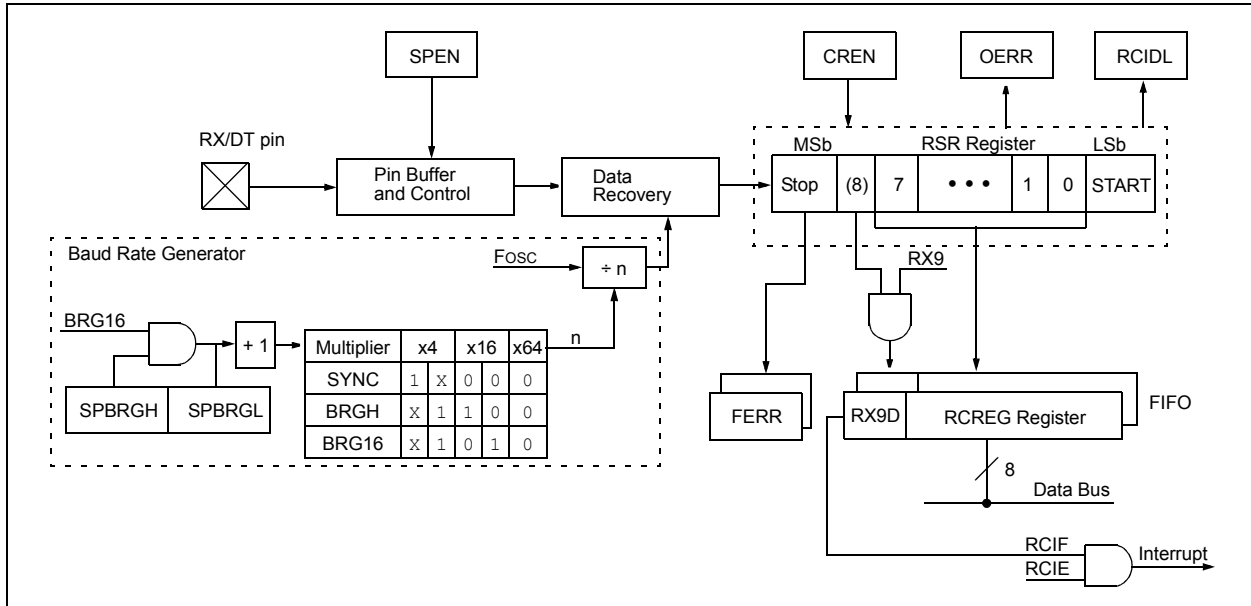 SPEN
CREN
OERR
RCIDL
RX/DT pin
Pin Buffer
and Control
Data
Recovery
MSb
RSR Register
LSb
Stop (8) 7 • • • 1 0 START
Baud Rate Generator
FOSC
÷ n
RX9
BRG16
+ 1
n
SPBRGH SPBRGL
Multiplier x4 x16 x64
SYNC 1 X 0 0 0
BRGH X 1 1 0 0
BRG16 X 1 0 1 0
FERR
RX9D RCREG Register
FIFO
8
Data Bus
RCIF
RCIE
Interrupt